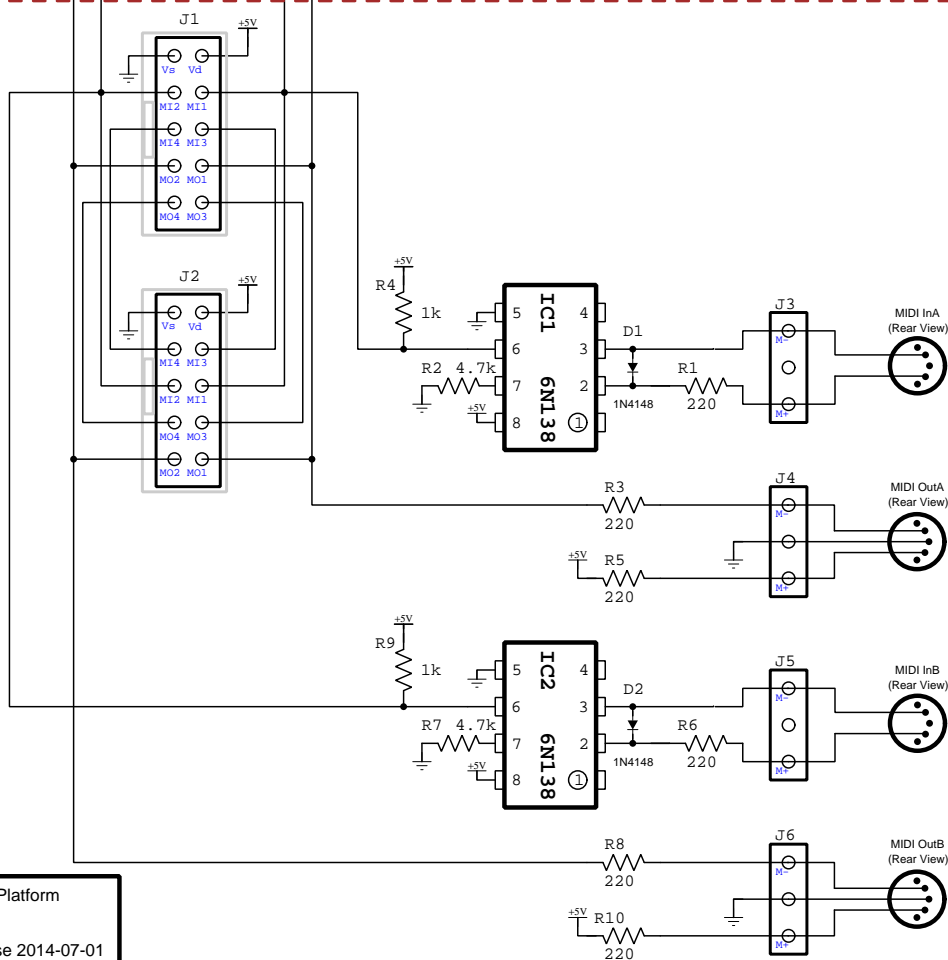 J1
+5V
Vs Vd
MI2 MI1
MI4 MI3
MO2 MO1
MO4 MO3
J2
+5V
Vs Vd
MI4 MI3
MI2 MI1
MO4 MO3
MO2 MO1
+5V
R4
1k
R2 4.7k
+5V
IC1
6N138
5
6
7
8
4
3
2
1
D1
1N4148
R1
220
J3
M-
M+
MIDI InA
(Rear View)
R3
220
+5V
R5
220
J4
M-
M+
MIDI OutA
(Rear View)
+5V
R9
1k
R7 4.7k
+5V
IC2
6N138
5
6
7
8
4
3
2
1
D2
1N4148
R6
220
J5
M-
M+
MIDI InB
(Rear View)
R8
220
+5V
R10
220
J6
M-
M+
MIDI OutB
(Rear View)
Platform
se 2014-07-01